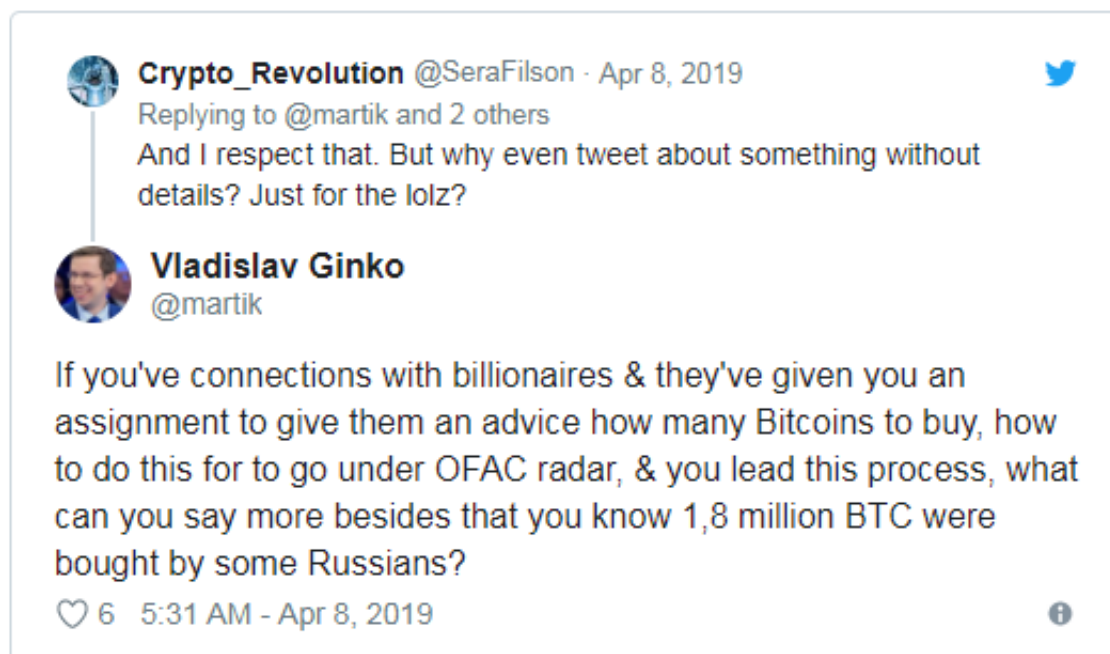 Crypto_Revolution @SeraFilson · Apr 8, 2019
Replying to @martik and 2 others
And I respect that. But why even tweet about something without
details? Just for the lolz?
Vladislav Ginko
@martik
If you've connections with billionaires & they've given you an
assignment to give them an advice how many Bitcoins to buy, how
to do this for to go under OFAC radar, & you lead this process, what
can you say more besides that you know 1,8 million BTC were
bought by some Russians?
6 5:31 AM - Apr 8, 2019